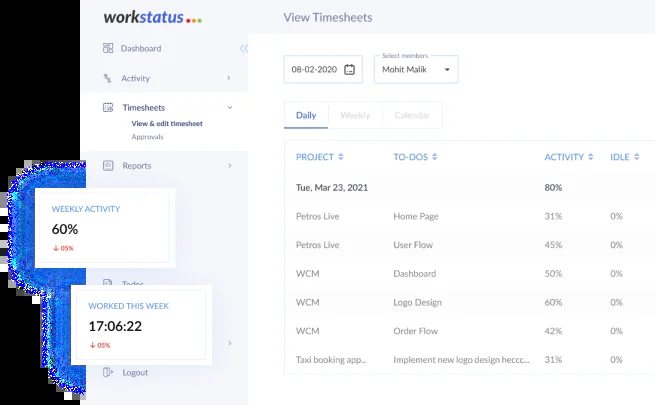 workstatus
View Timesheets
Dashboard
Activity
Timesheets
View & edit timesheet
Approvals
Reports
WEEKLY ACTIVITY
60%
05%
WORKED THIS WEEK
17:06:22
05%
Logout
08-02-2020
Select members
Mohit Malik
Daily Weekly Calendar
PROJECT TO-DOS ACTIVITY IDLE
Tue, Mar 23, 2021 80%
Petros Live Home Page 31% 0%
Petros Live User Flow 45% 0%
WCM Dashboard 50% 0%
WCM Logo Design 60% 0%
WCM Order Flow 42% 0%
Taxi booking app... Implement new logo design heccc... 31% 0%